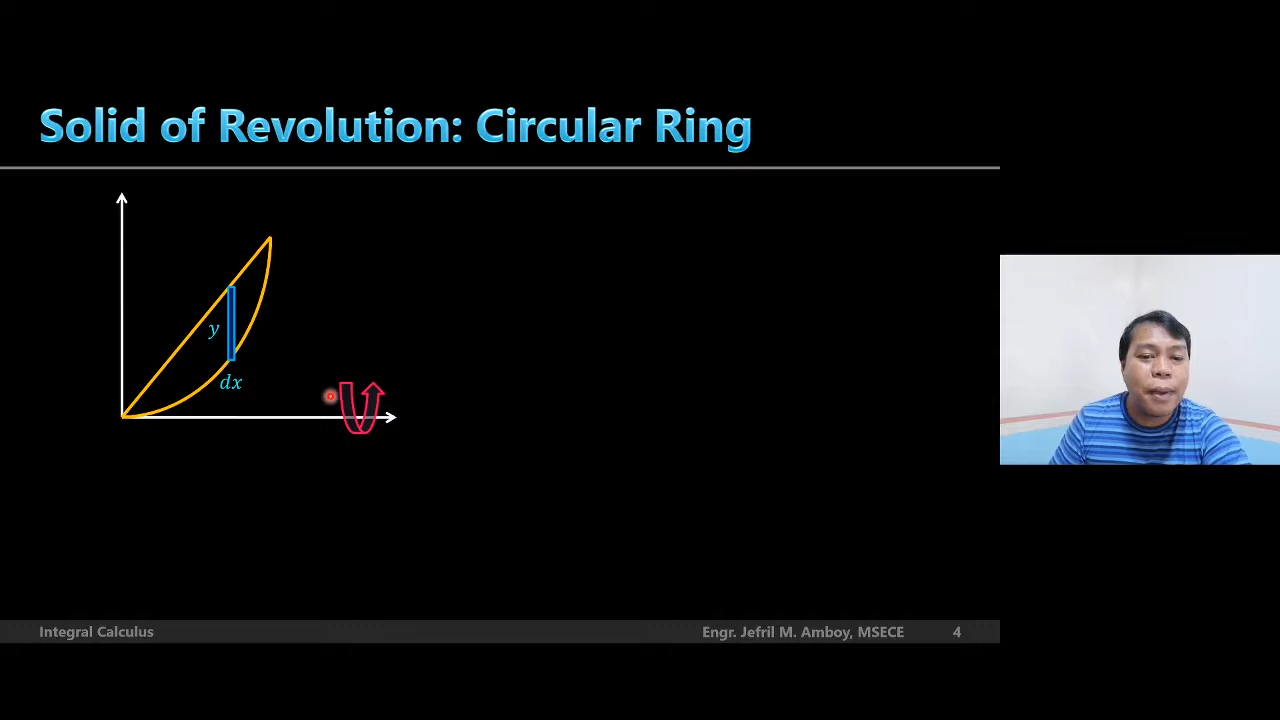 Solid of Revolution: Circular Ring
y
dx
Integral Calculus
Engr. Jefril M. Amboy, MSECE
4